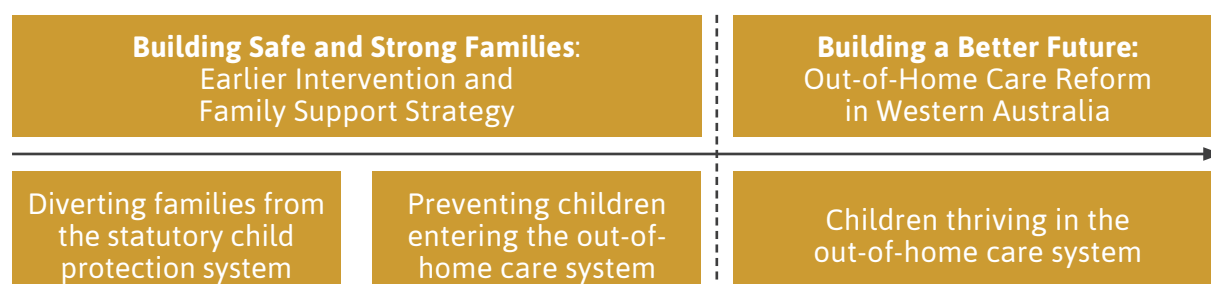 Building Safe and Strong Families:
Earlier Intervention and
Family Support Strategy
Building a Better Future:
Out-of-Home Care Reform
in Western Australia
Diverting families from
the statutory child
protection system
Preventing children
entering the out-of-
home care system
Children thriving in the
out-of-home care system